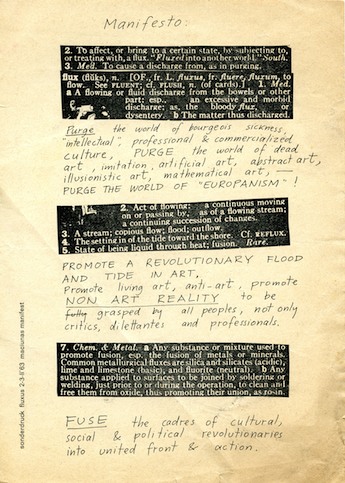 Manifesto:
2. To affect, or bring to a certain state, by subjecting to,
or treating with, a flux. "Fluxed into another world." South.
3. Med. To cause a discharge from, as in purging.
flux (flŭks), n. [OF., fr. L. fluxus, fr. fluere, fluxum, to
flow. See FLUENT; cf. FLUSH, n. (of cards).] 1. Med.
a A flowing or fluid discharge from the bowels or other
part; esp., an excessive and morbid
discharge; as, the bloody flux, or
dysentery. b The matter thus discharged.
Purge the world of bourgeois sickness,
"intellectual", professional & commercialized
culture, PURGE the world of dead
art, imitation, artificial art, abstract art,
illusionistic art, mathematical art, —
PURGE THE WORLD OF "EUROPANISM"!
2. Act of flowing: a continuous moving
on or passing by, as of a flowing stream;
a continuing succession of changes.
3. A stream; copious flow; flood; outflow.
4. The setting in of the tide toward the shore. Cf. REFLUX.
5. State of being liquid through heat; fusion. Rare.
PROMOTE A REVOLUTIONARY FLOOD
AND TIDE IN ART,
Promote living art, anti-art, promote
NON ART REALITY to be
fully grasped by all peoples, not only
critics, dilettantes and professionals.
7. Chem. & Metal. a Any substance or mixture used to
promote fusion, esp. the fusion of metals or minerals.
Common metallurgical fluxes are silica and silicates (acidic),
lime and limestone (basic), and fluorite (neutral). b Any
substance applied to surfaces to be joined by soldering or
welding, just prior to or during the operation, to clean and
free them from oxide, thus promoting their union, as rosin.
FUSE the cadres of cultural,
social & political revolutionaries
into united front & action.
sonderdruck fluxus 2-3-II 63 maciunas manifest